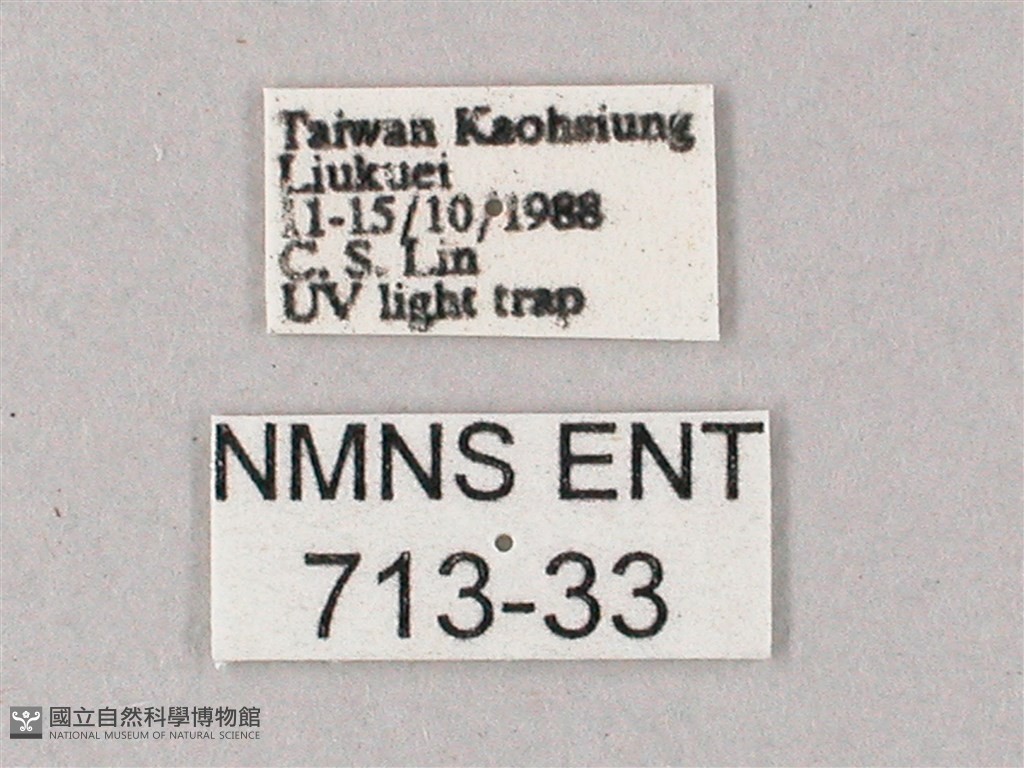 Taiwan Kaohsiung
Liukuei
11-15/10/1988
C. S. Lin
UV light trap
NMNS ENT
713-33
國立自然科學博物館
NATIONAL MUSEUM OF NATURAL SCIENCE